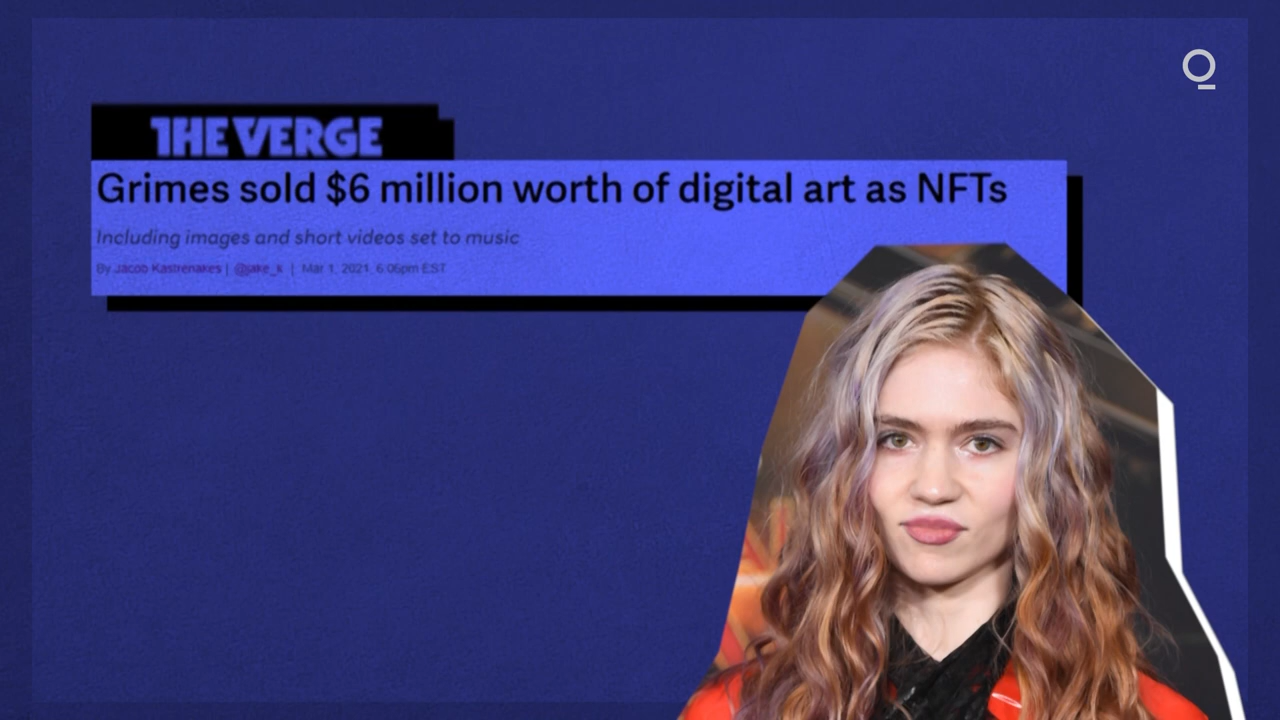 THE VERGE
Grimes sold $6 million worth of digital art as NFTs
Including images and short videos set to music
By Jacob Kastrenakes | @jake_k | Mar 1, 2021, 6:06pm EST